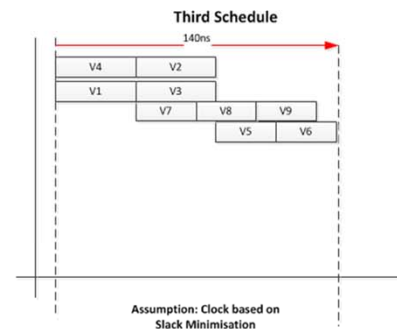 Third Schedule
140ns
V4 V2
V1 V3
V7 V8 V9
V5 V6
Assumption: Clock based on
Slack Minimisation